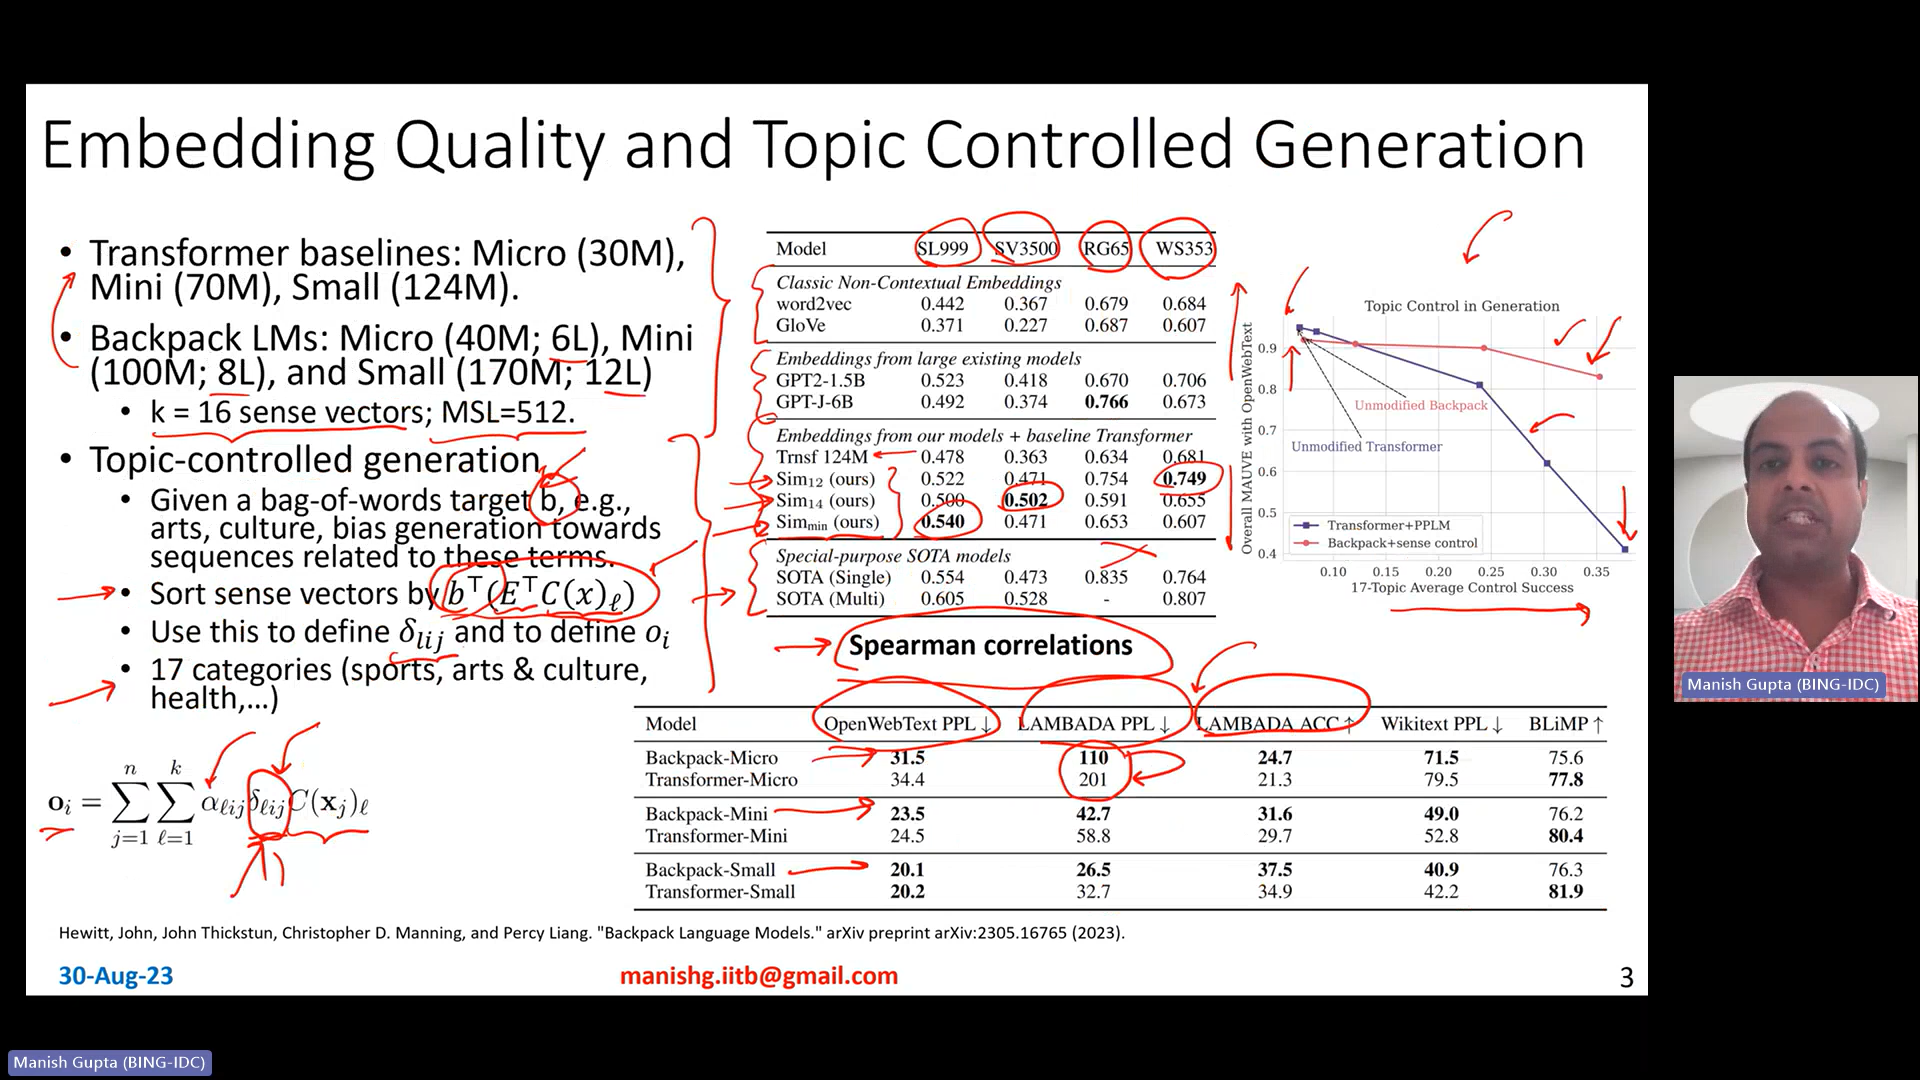 Embedding Quality and Topic Controlled Generation
• Transformer baselines: Micro (30M),
Mini (70M), Small (124M).
• Backpack LMs: Micro (40M; 6L), Mini
(100M; 8L), and Small (170M; 12L)
• k = 16 sense vectors; MSL=512.
• Topic-controlled generation
• Given a bag-of-words target b, e.g.,
arts, culture, bias generation towards
sequences related to these terms.
• Sort sense vectors by b⊤(E⊤C(x)ℓ)
• Use this to define δlij and to define oi
• 17 categories (sports, arts & culture,
health,...)
oi = ∑ⁿj=1 ∑ᵏℓ=1 αℓij δℓij C(xj)ℓ
Model SL999 SV3500 RG65 WS353
Classic Non-Contextual Embeddings
word2vec 0.442 0.367 0.679 0.684
GloVe 0.371 0.227 0.687 0.607
Embeddings from large existing models
GPT2-1.5B 0.523 0.418 0.670 0.706
GPT-J-6B 0.492 0.374 0.766 0.673
Embeddings from our models + baseline Transformer
Trnsf 124M 0.478 0.363 0.634 0.681
Sim12 (ours) 0.522 0.471 0.754 0.749
Sim14 (ours) 0.500 0.502 0.591 0.655
Simmin (ours) 0.540 0.471 0.653 0.607
Special-purpose SOTA models
SOTA (Single) 0.554 0.473 0.835 0.764
SOTA (Multi) 0.605 0.528 - 0.807
Spearman correlations
Topic Control in Generation
Overall MAUVE with OpenWebText
0.9
0.8
0.7
0.6
0.5
0.4
Unmodified Backpack
Unmodified Transformer
Transformer+PPLM
Backpack+sense control
0.10 0.15 0.20 0.25 0.30 0.35
17-Topic Average Control Success
Model OpenWebText PPL ↓ LAMBADA PPL ↓ LAMBADA ACC ↑ Wikitext PPL ↓ BLiMP ↑
Backpack-Micro 31.5 110 24.7 71.5 75.6
Transformer-Micro 34.4 201 21.3 79.5 77.8
Backpack-Mini 23.5 42.7 31.6 49.0 76.2
Transformer-Mini 24.5 58.8 29.7 52.8 80.4
Backpack-Small 20.1 26.5 37.5 40.9 76.3
Transformer-Small 20.2 32.7 34.9 42.2 81.9
Hewitt, John, John Thickstun, Christopher D. Manning, and Percy Liang. "Backpack Language Models." arXiv preprint arXiv:2305.16765 (2023).
30-Aug-23
manishg.iitb@gmail.com
3
Manish Gupta (BING-IDC)
Manish Gupta (BING-IDC)